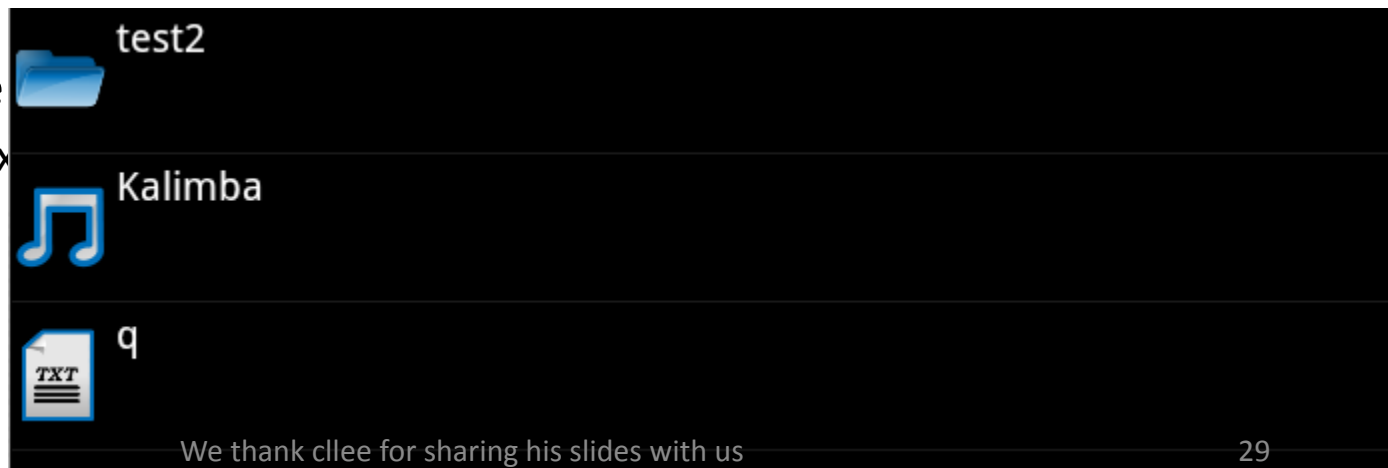 test2
Kalimba
q
TXT
We thank cllee for sharing his slides with us 29